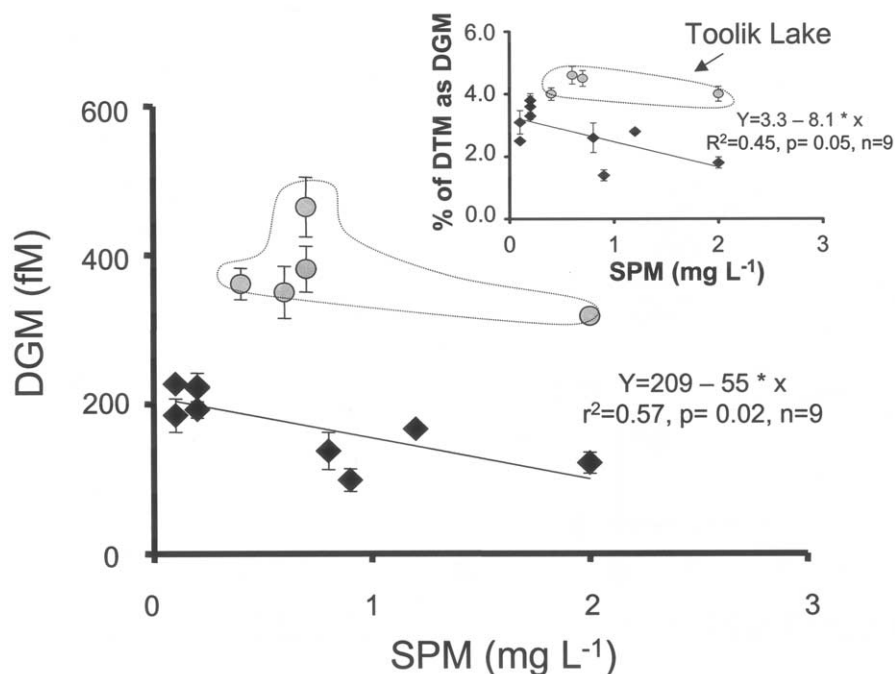 Toolik Lake
% of DTM as DGM
6.0
4.0
2.0
0.0
Y=3.3 – 8.1 * x
R²=0.45, p= 0.05, n=9
0
1
2
3
SPM (mg L⁻¹)
DGM (fM)
600
400
200
0
Y=209 – 55 * x
r²=0.57, p= 0.02, n=9
0
1
2
3
SPM (mg L⁻¹)